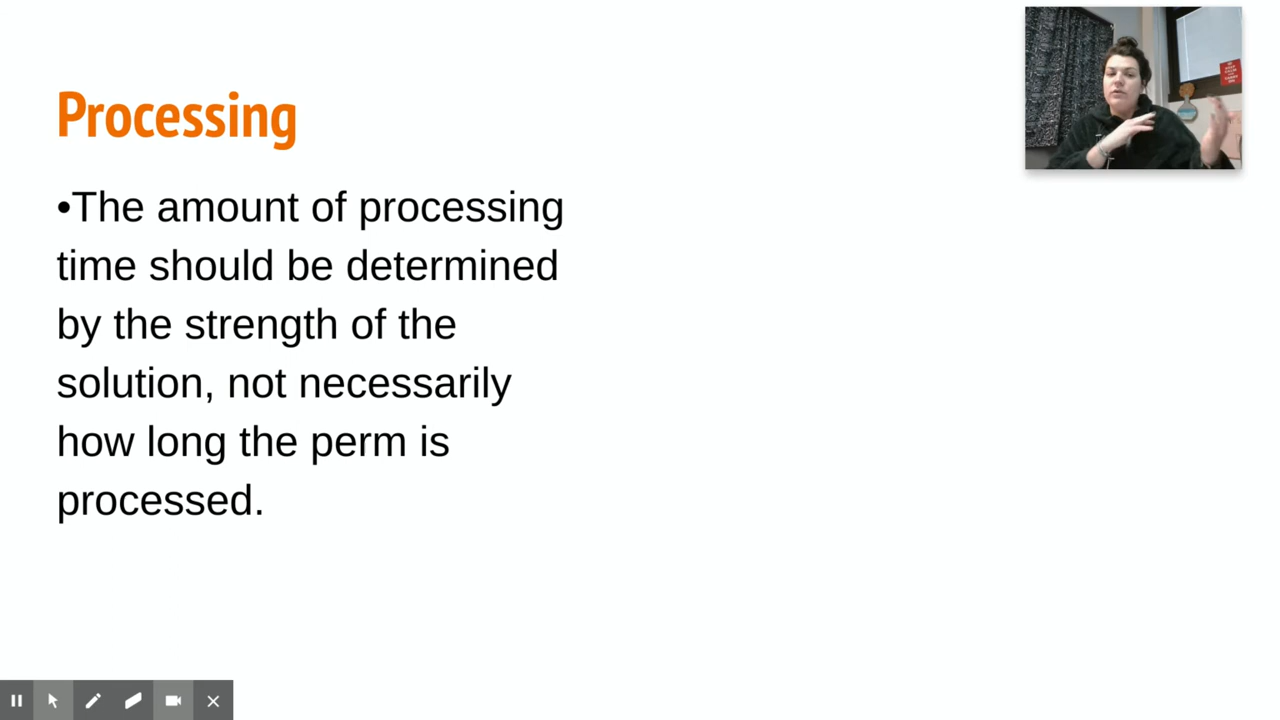 Processing
•The amount of processing
time should be determined
by the strength of the
solution, not necessarily
how long the perm is
processed.